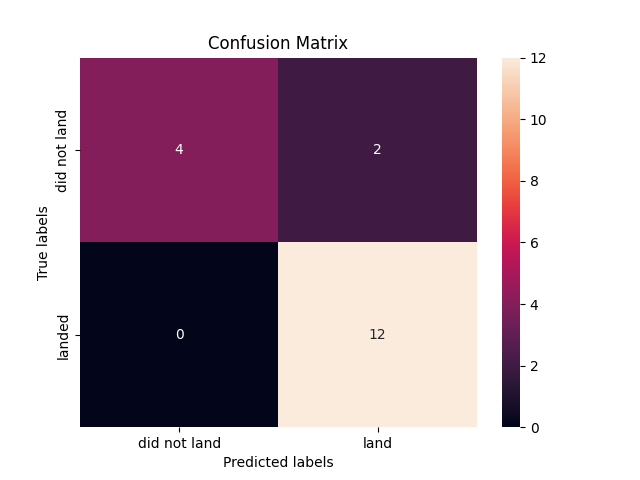 Confusion Matrix
did not land
landed
True labels
4
2
0
12
did not land
land
Predicted labels
12
10
8
6
4
2
0